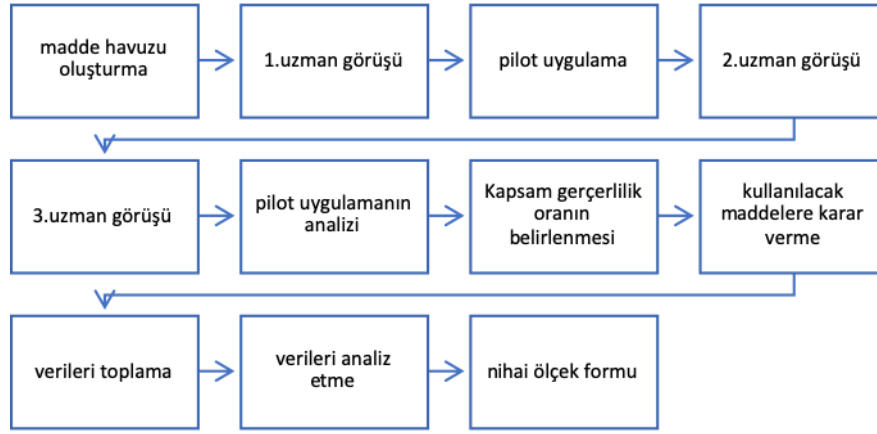 madde havuzu
oluşturma
1.uzman görüşü
pilot uygulama
2.uzman görüşü
3.uzman görüşü
pilot uygulamanın
analizi
Kapsam gerçerlilik
oranın
belirlenmesi
kullanılacak
maddelere karar
verme
verileri toplama
verileri analiz
etme
nihai ölçek formu